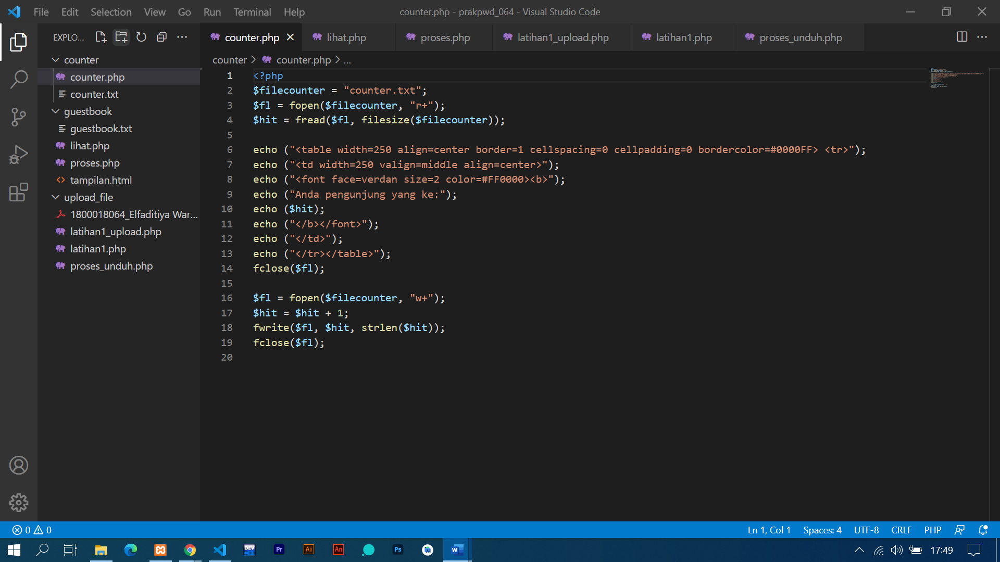 File Edit Selection View Go Run Terminal Help
counter.php - prakpwd_064 - Visual Studio Code
EXPLO...
counter.php lihat.php proses.php latihan1_upload.php latihan1.php proses_unduh.php
counter
counter.php
counter.txt
guestbook
guestbook.txt
lihat.php
proses.php
tampilan.html
upload_file
1800018064_Elfaditiya War...
latihan1_upload.php
latihan1.php
proses_unduh.php
counter > counter.php > ...
1 <?php
2 $filecounter = "counter.txt";
3 $fl = fopen($filecounter, "r+");
4 $hit = fread($fl, filesize($filecounter));
5
6 echo ("<table width=250 align=center border=1 cellspacing=0 cellpadding=0 bordercolor=#0000FF> <tr>");
7 echo ("<td width=250 valign=middle align=center>");
8 echo ("<font face=verdan size=2 color=#FF0000><b>");
9 echo ("Anda pengunjung yang ke:");
10 echo ($hit);
11 echo ("</b></font>");
12 echo ("</td>");
13 echo ("</tr></table>");
14 fclose($fl);
15
16 $fl = fopen($filecounter, "w+");
17 $hit = $hit + 1;
18 fwrite($fl, $hit, strlen($hit));
19 fclose($fl);
20
0 0
Ln 1, Col 1 Spaces: 4 UTF-8 CRLF PHP
DEV C++ Pr Ai An Ps W
17:49